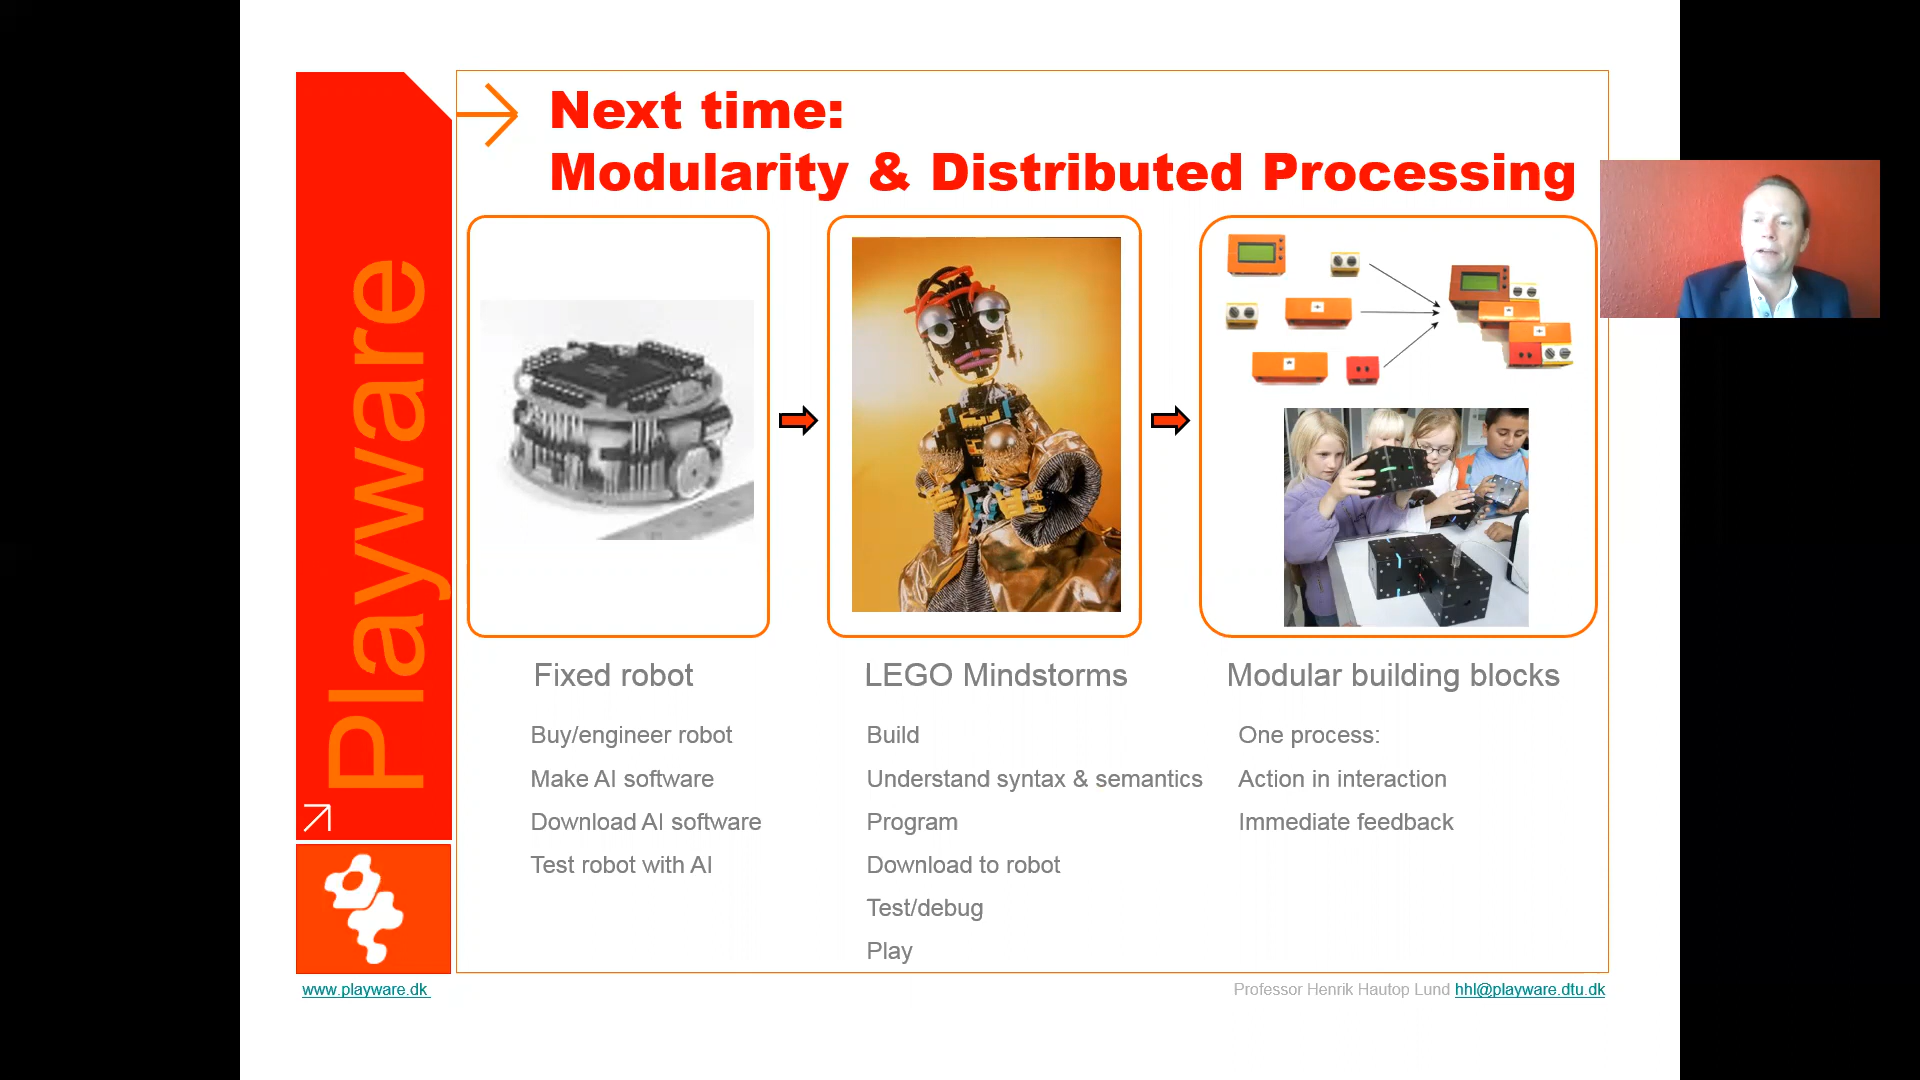 Playware
Next time:
Modularity & Distributed Processing
Fixed robot
Buy/engineer robot
Make AI software
Download AI software
Test robot with AI
LEGO Mindstorms
Build
Understand syntax & semantics
Program
Download to robot
Test/debug
Play
Modular building blocks
One process:
Action in interaction
Immediate feedback
www.playware.dk
Professor Henrik Hautop Lund hhl@playware.dtu.dk